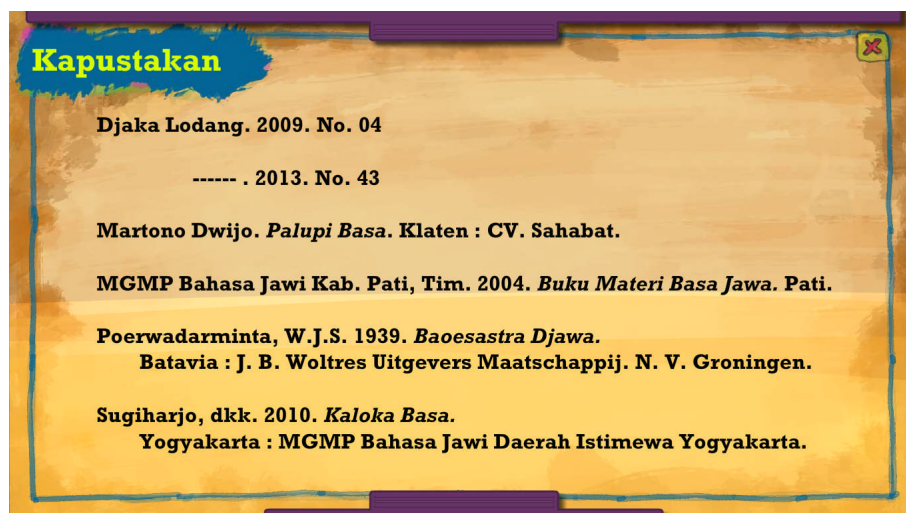 Kapustakan
Djaka Lodang. 2009. No. 04
------ . 2013. No. 43
Martono Dwijo. Palupi Basa. Klaten : CV. Sahabat.
MGMP Bahasa Jawi Kab. Pati, Tim. 2004. Buku Materi Basa Jawa. Pati.
Poerwadarminta, W.J.S. 1939. Baoesastra Djawa.
Batavia : J. B. Woltres Uitgevers Maatschappij. N. V. Groningen.
Sugiharjo, dkk. 2010. Kaloka Basa.
Yogyakarta : MGMP Bahasa Jawi Daerah Istimewa Yogyakarta.